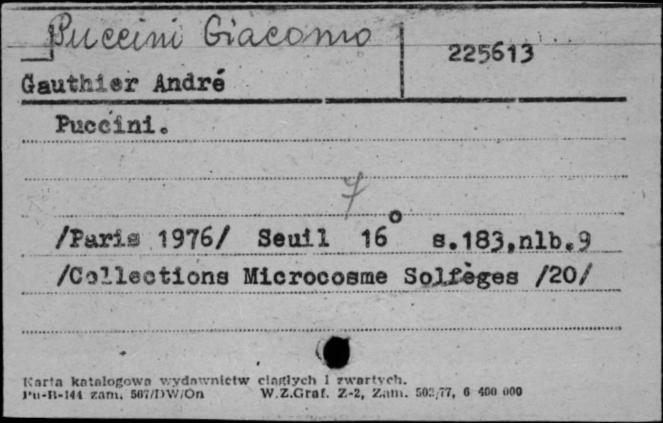 Puccini Giacomo
225613
Gauthier André
Puccini.
7
/Paris 1976/ Seuil 16° s.183,nlb.9
/Collections Microcosme Solfèges /20/
Karta katalogowa wydawnictw ciągłych i zwartych.
Pu-B-144 zam. 507/DW/On W.Z.Graf. Z-2, Zam. 503/77, 6 400 000